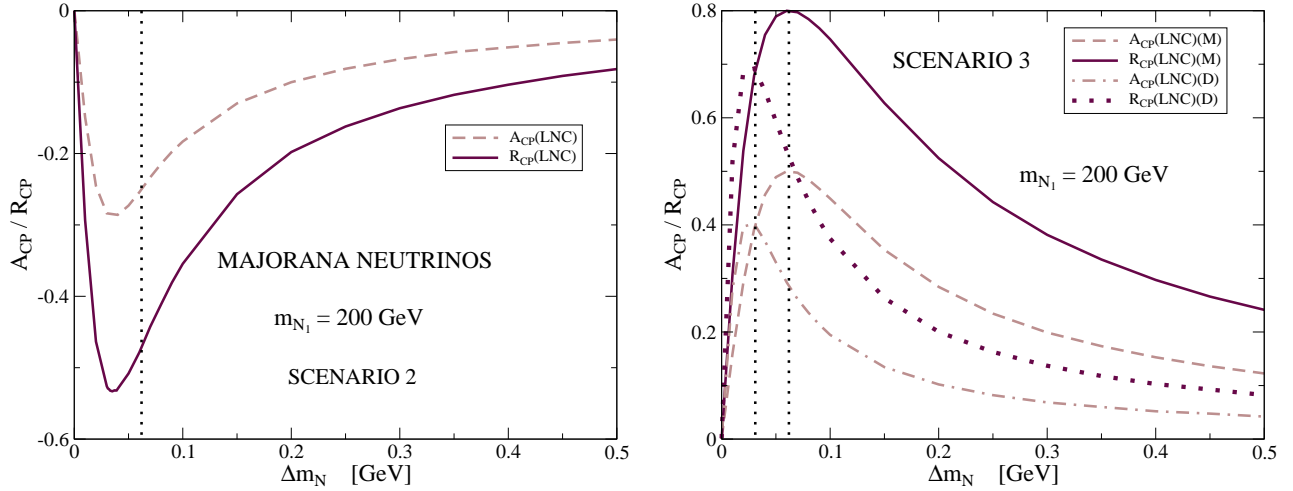 0
-0.2
-0.4
-0.6
A_CP / R_CP
A_CP(LNC)
R_CP(LNC)
MAJORANA NEUTRINOS
m_N₁ = 200 GeV
SCENARIO 2
0 0.1 0.2 0.3 0.4 0.5
Δm_N [GeV]
0.8
0.6
0.4
0.2
0
A_CP / R_CP
SCENARIO 3
A_CP(LNC)(M)
R_CP(LNC)(M)
A_CP(LNC)(D)
R_CP(LNC)(D)
m_N₁ = 200 GeV
0 0.1 0.2 0.3 0.4 0.5
Δm_N [GeV]